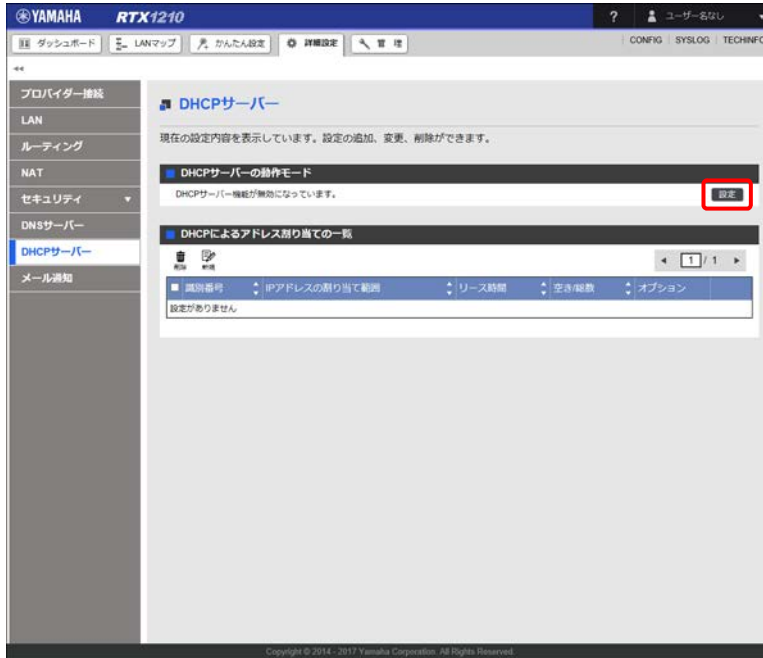 YAMAHA RTX1210 ? ユーザー名なし
ダッシュボード LANマップ かんたん設定 詳細設定 管理 CONFIG SYSLOG TECHINFO
プロバイダー接続
LAN
ルーティング
NAT
セキュリティ
DNSサーバー
DHCPサーバー
メール通知
DHCPサーバー
現在の設定内容を表示しています。設定の追加、変更、削除ができます。
DHCPサーバーの動作モード
DHCPサーバー機能が無効になっています。 設定
DHCPによるアドレス割り当ての一覧
削除 新規 1 / 1
識別番号 IPアドレスの割り当て範囲 リース時間 空き/総数 オプション
設定がありません
Copyright © 2014 - 2017 Yamaha Corporation. All Rights Reserved.